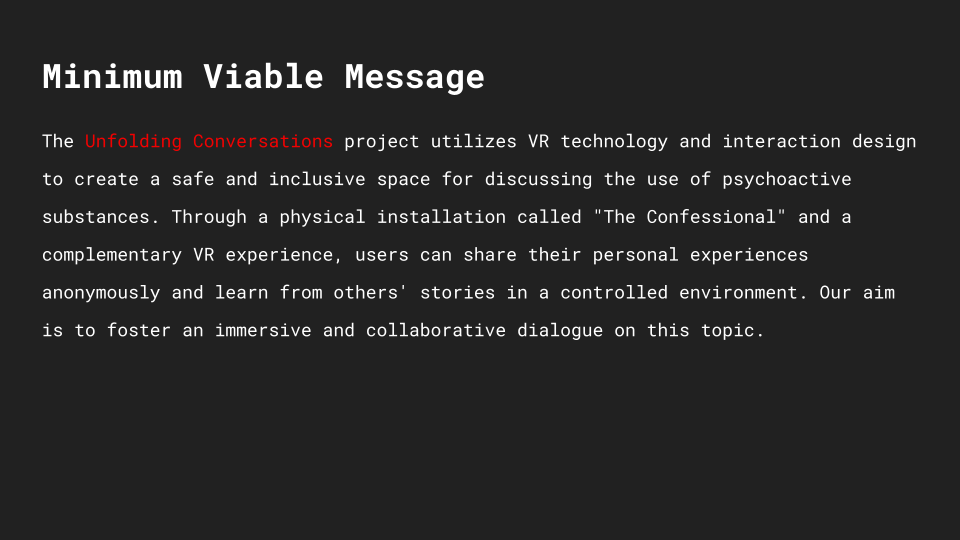 Minimum Viable Message
The Unfolding Conversations project utilizes VR technology and interaction design
to create a safe and inclusive space for discussing the use of psychoactive
substances. Through a physical installation called "The Confessional" and a
complementary VR experience, users can share their personal experiences
anonymously and learn from others' stories in a controlled environment. Our aim
is to foster an immersive and collaborative dialogue on this topic.